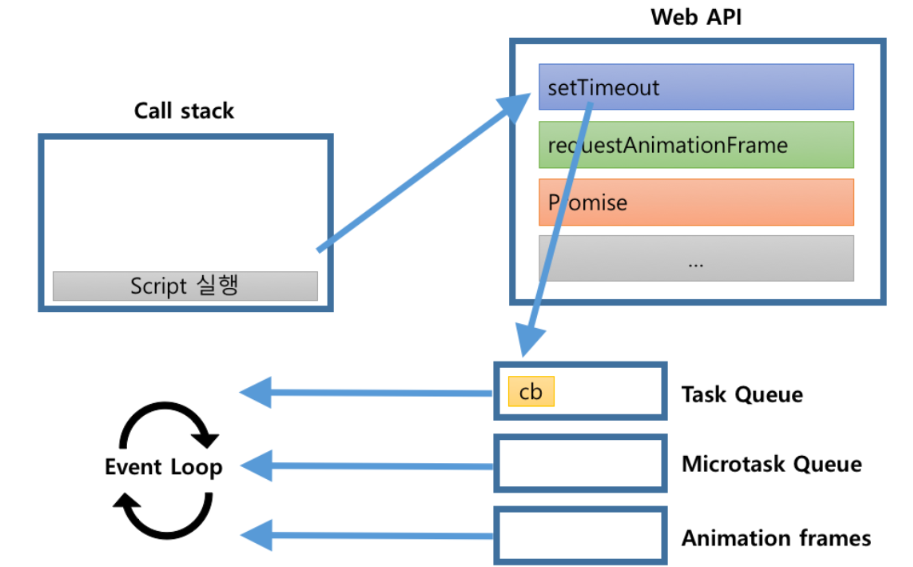 Web API
Call stack
setTimeout
requestAnimationFrame
Promise
...
Script 실행
cb
Task Queue
Event Loop
Microtask Queue
Animation frames